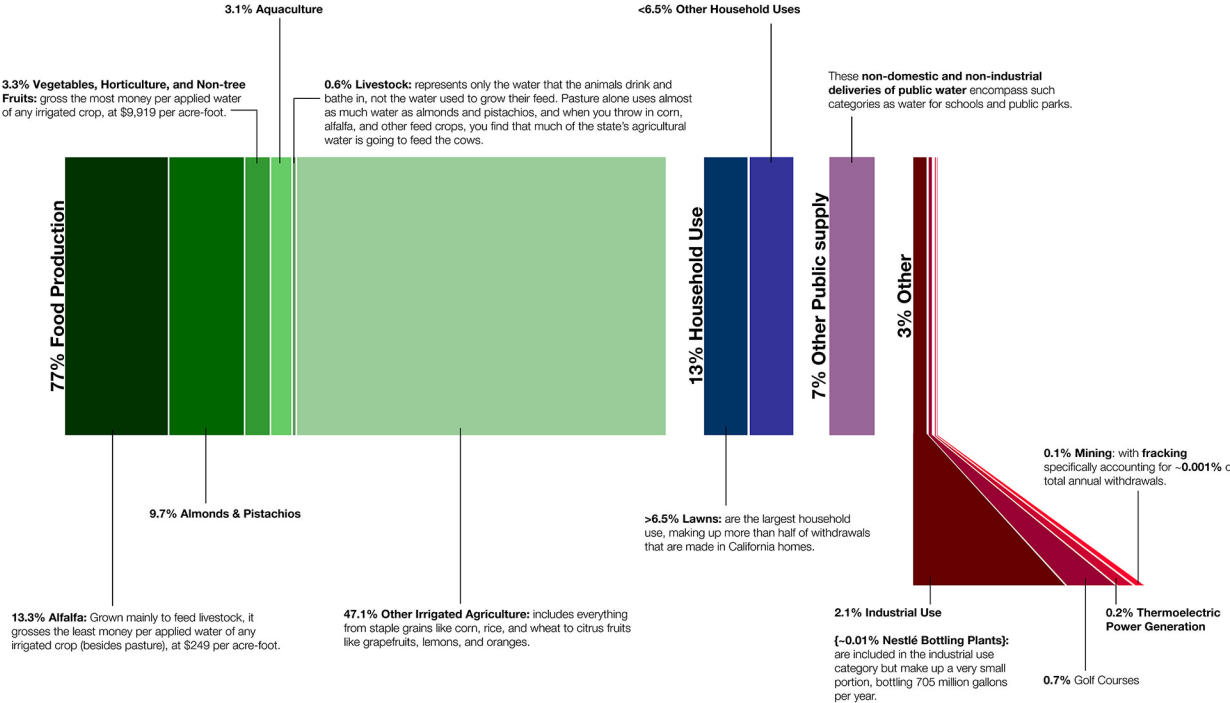 3.1% Aquaculture
<6.5% Other Household Uses
3.3% Vegetables, Horticulture, and Non-tree
Fruits: gross the most money per applied water
of any irrigated crop, at $9,919 per acre-foot.
0.6% Livestock: represents only the water that the animals drink and
bathe in, not the water used to grow their feed. Pasture alone uses almost
as much water as almonds and pistachios, and when you throw in corn,
alfalfa, and other feed crops, you find that much of the state's agricultural
water is going to feed the cows.
These non-domestic and non-industrial
deliveries of public water encompass such
categories as water for schools and public parks.
77% Food Production
13% Household Use
7% Other Public supply
3% Other
0.1% Mining: with fracking
specifically accounting for ~0.001%
total annual withdrawals.
9.7% Almonds & Pistachios
>6.5% Lawns: are the largest household
use, making up more than half of withdrawals
that are made in California homes.
13.3% Alfalfa: Grown mainly to feed livestock, it
grosses the least money per applied water of any
irrigated crop (besides pasture), at $249 per acre-foot.
47.1% Other Irrigated Agriculture: includes everything
from staple grains like corn, rice, and wheat to citrus fruits
like grapefruits, lemons, and oranges.
2.1% Industrial Use
{~0.01% Nestlé Bottling Plants}:
are included in the industrial use
category but make up a very small
portion, bottling 705 million gallons
per year.
0.2% Thermoelectric
Power Generation
0.7% Golf Courses